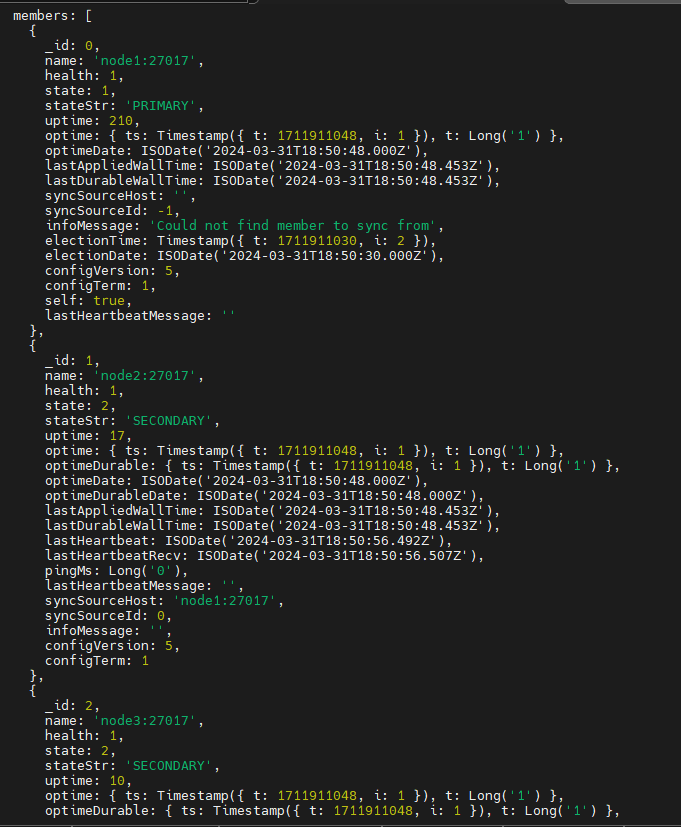 members: [
  {
    _id: 0,
    name: 'node1:27017',
    health: 1,
    state: 1,
    stateStr: 'PRIMARY',
    uptime: 210,
    optime: { ts: Timestamp({ t: 1711911048, i: 1 }), t: Long('1') },
    optimeDate: ISODate('2024-03-31T18:50:48.000Z'),
    lastAppliedWallTime: ISODate('2024-03-31T18:50:48.453Z'),
    lastDurableWallTime: ISODate('2024-03-31T18:50:48.453Z'),
    syncSourceHost: '',
    syncSourceId: -1,
    infoMessage: 'Could not find member to sync from',
    electionTime: Timestamp({ t: 1711911030, i: 2 }),
    electionDate: ISODate('2024-03-31T18:50:30.000Z'),
    configVersion: 5,
    configTerm: 1,
    self: true,
    lastHeartbeatMessage: ''
  },
  {
    _id: 1,
    name: 'node2:27017',
    health: 1,
    state: 2,
    stateStr: 'SECONDARY',
    uptime: 17,
    optime: { ts: Timestamp({ t: 1711911048, i: 1 }), t: Long('1') },
    optimeDurable: { ts: Timestamp({ t: 1711911048, i: 1 }), t: Long('1') },
    optimeDate: ISODate('2024-03-31T18:50:48.000Z'),
    optimeDurableDate: ISODate('2024-03-31T18:50:48.000Z'),
    lastAppliedWallTime: ISODate('2024-03-31T18:50:48.453Z'),
    lastDurableWallTime: ISODate('2024-03-31T18:50:48.453Z'),
    lastHeartbeat: ISODate('2024-03-31T18:50:56.492Z'),
    lastHeartbeatRecv: ISODate('2024-03-31T18:50:56.507Z'),
    pingMs: Long('0'),
    lastHeartbeatMessage: '',
    syncSourceHost: 'node1:27017',
    syncSourceId: 0,
    infoMessage: '',
    configVersion: 5,
    configTerm: 1
  },
  {
    _id: 2,
    name: 'node3:27017',
    health: 1,
    state: 2,
    stateStr: 'SECONDARY',
    uptime: 10,
    optime: { ts: Timestamp({ t: 1711911048, i: 1 }), t: Long('1') },
    optimeDurable: { ts: Timestamp({ t: 1711911048, i: 1 }), t: Long('1') },